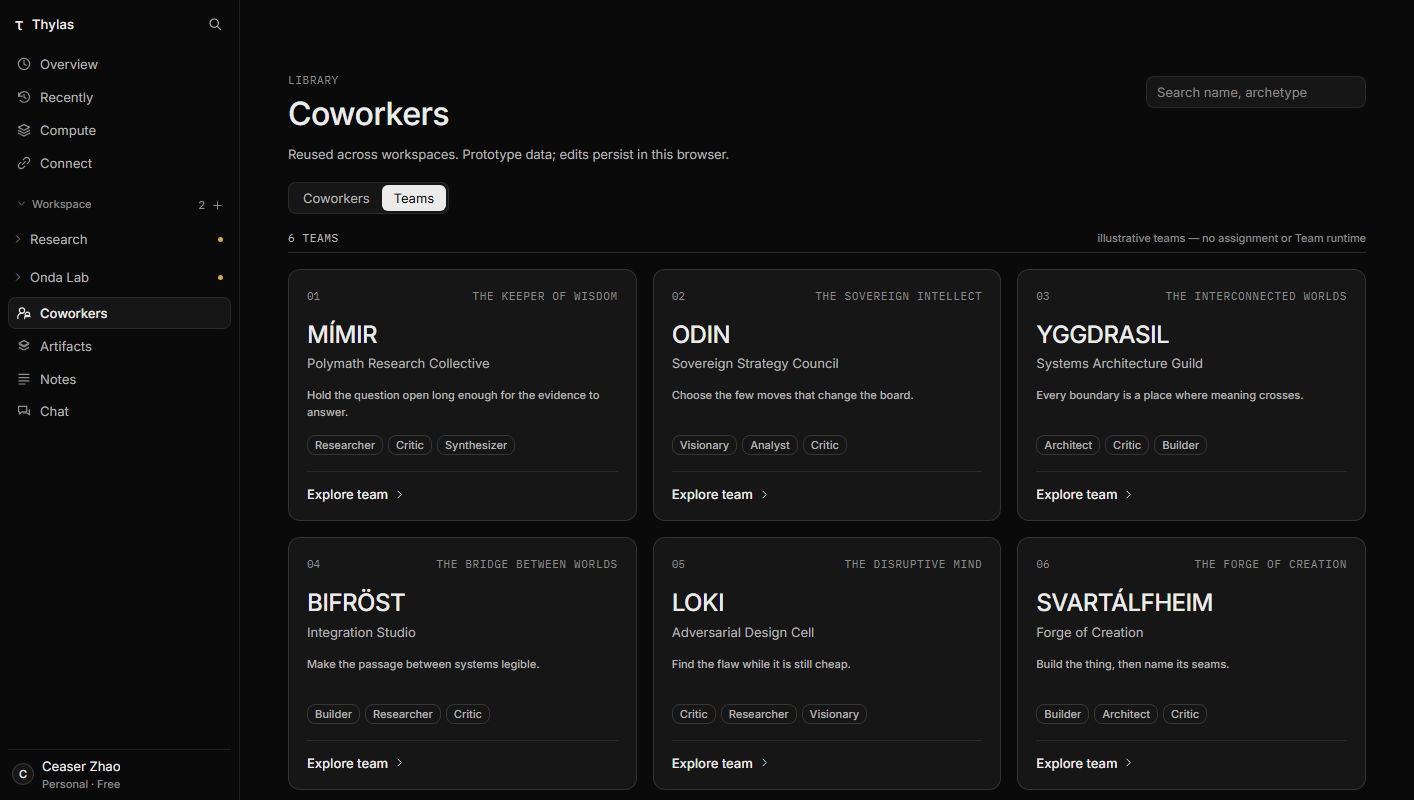 τ Thylas
Overview
Recently
Compute
Connect
Workspace 2 +
Research
Onda Lab
Coworkers
Artifacts
Notes
Chat
C
Ceaser Zhao
Personal · Free
LIBRARY
Coworkers
Search name, archetype
Reused across workspaces. Prototype data; edits persist in this browser.
Coworkers Teams
6 TEAMS
illustrative teams — no assignment or Team runtime
01 THE KEEPER OF WISDOM
MÍMIR
Polymath Research Collective
Hold the question open long enough for the evidence to
answer.
Researcher Critic Synthesizer
Explore team
02 THE SOVEREIGN INTELLECT
ODIN
Sovereign Strategy Council
Choose the few moves that change the board.
Visionary Analyst Critic
Explore team
03 THE INTERCONNECTED WORLDS
YGGDRASIL
Systems Architecture Guild
Every boundary is a place where meaning crosses.
Architect Critic Builder
Explore team
04 THE BRIDGE BETWEEN WORLDS
BIFRÖST
Integration Studio
Make the passage between systems legible.
Builder Researcher Critic
Explore team
05 THE DISRUPTIVE MIND
LOKI
Adversarial Design Cell
Find the flaw while it is still cheap.
Critic Researcher Visionary
Explore team
06 THE FORGE OF CREATION
SVARTÁLFHEIM
Forge of Creation
Build the thing, then name its seams.
Builder Architect Critic
Explore team